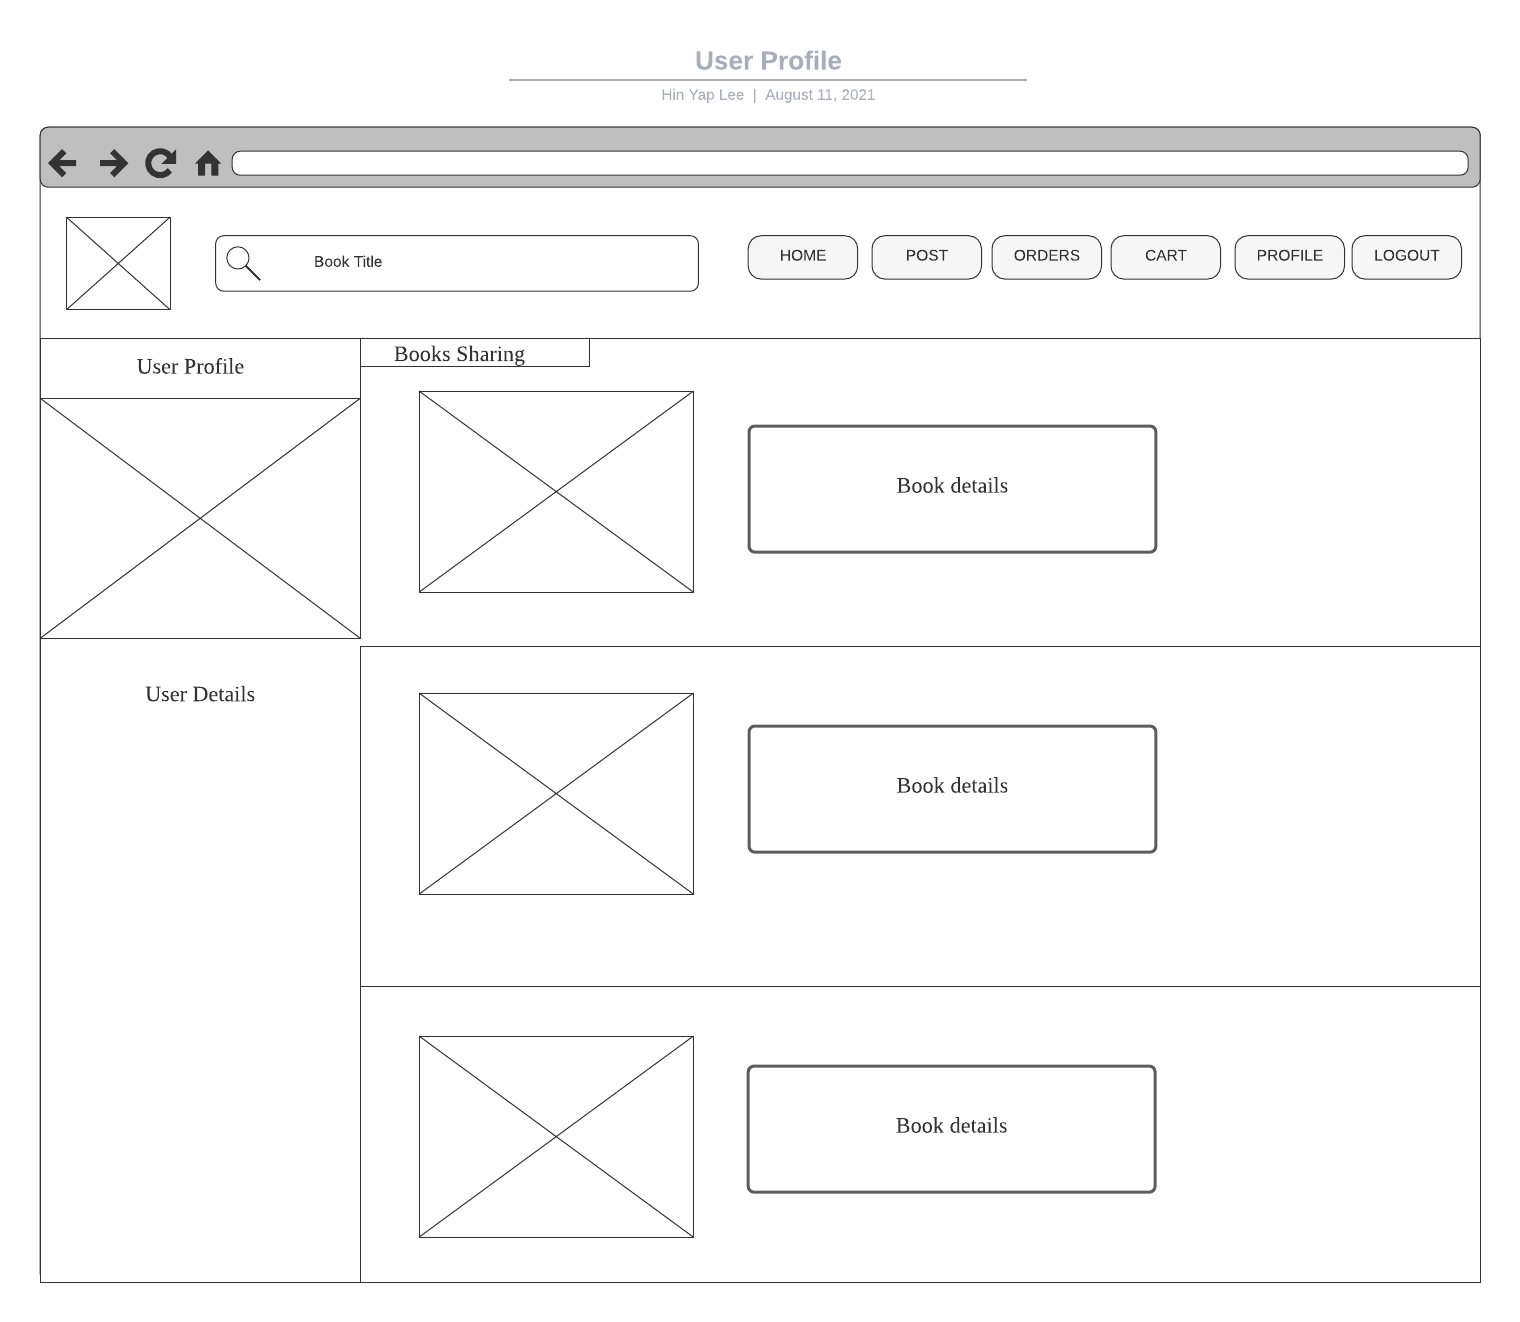 User Profile
Hin Yap Lee | August 11, 2021
Book Title
HOME
POST
ORDERS
CART
PROFILE
LOGOUT
User Profile
Books Sharing
Book details
User Details
Book details
Book details